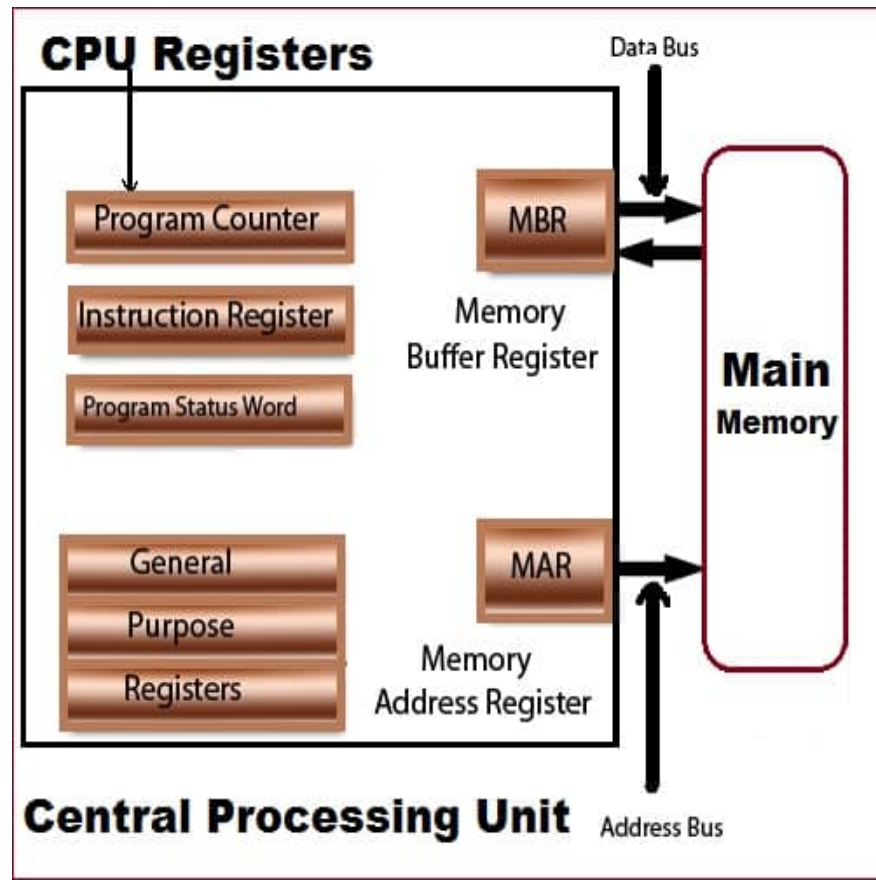 CPU Registers
Data Bus
Program Counter
MBR
Instruction Register
Memory
Buffer Register
Program Status Word
Main
Memory
General
Purpose
Registers
MAR
Memory
Address Register
Central Processing Unit
Address Bus